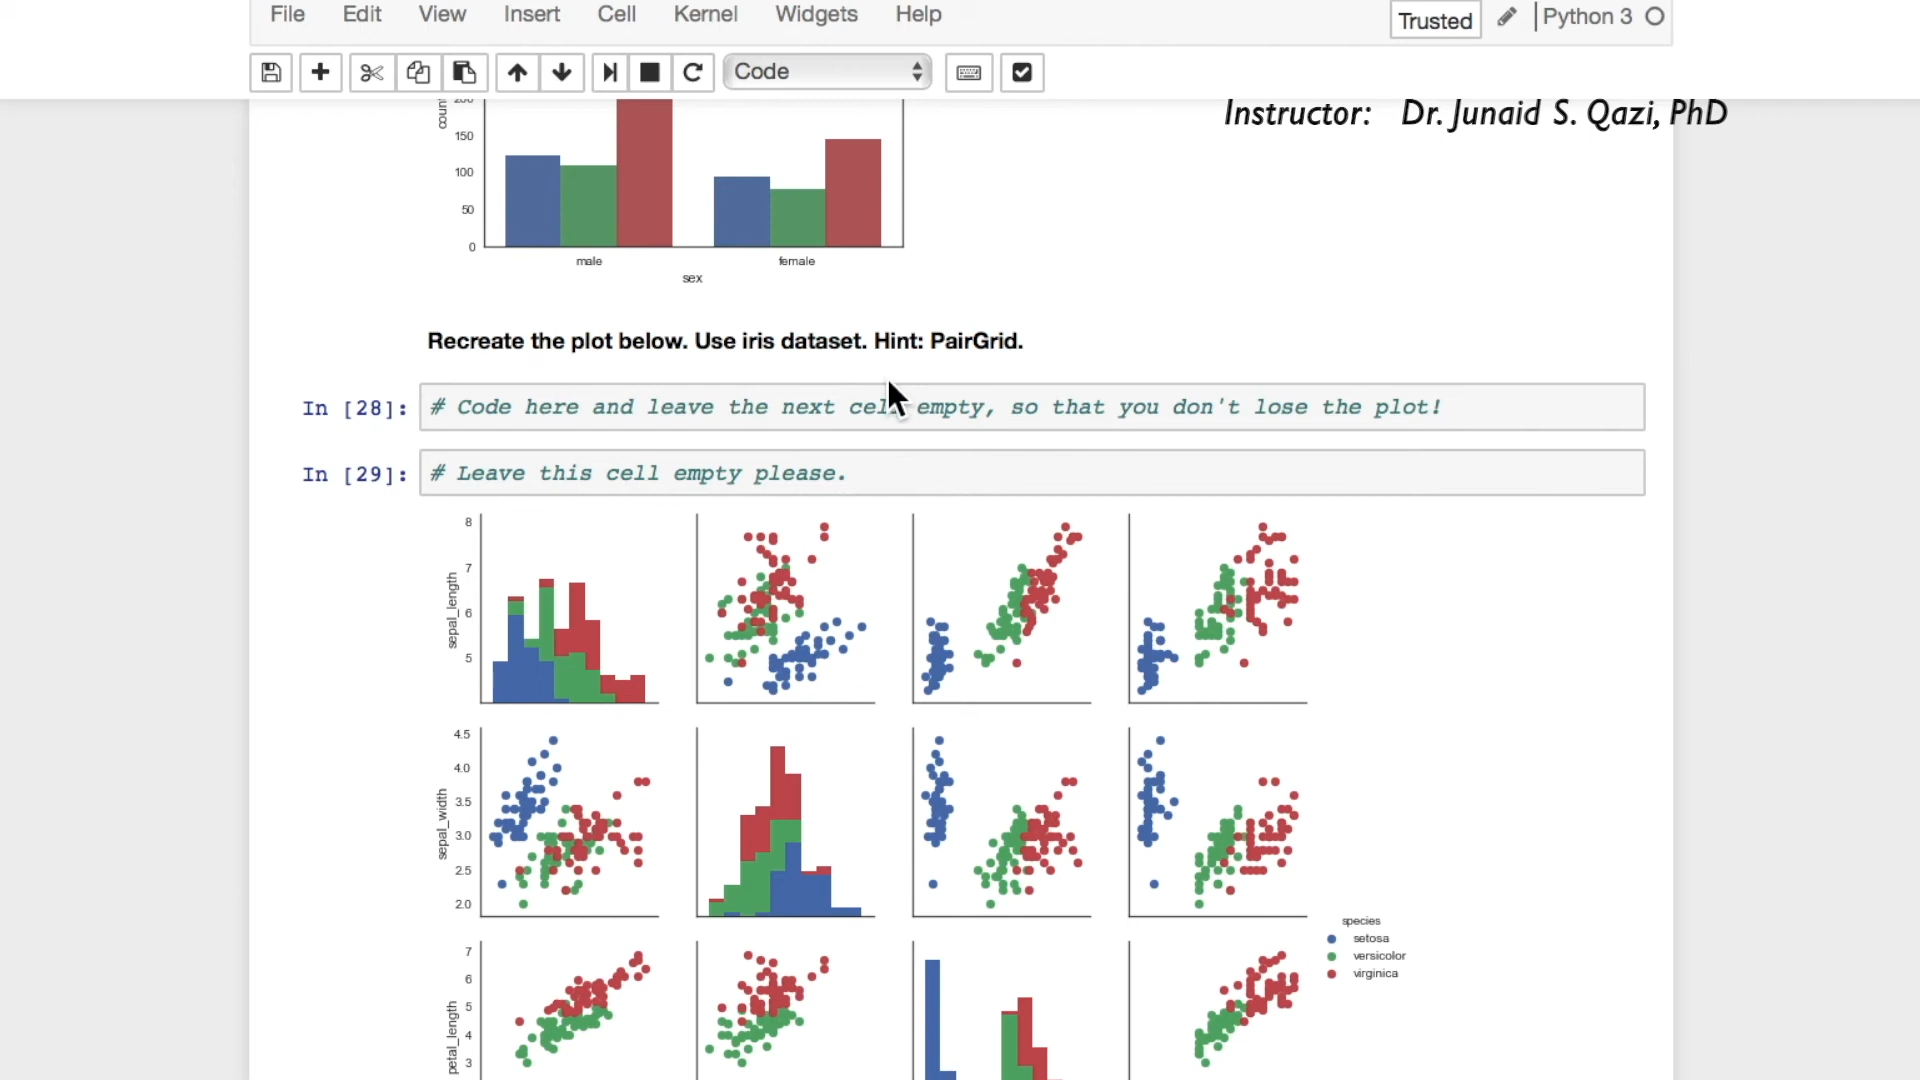 File Edit View Insert Cell Kernel Widgets Help Trusted Python 3
Code
Instructor: Dr. Junaid S. Qazi, PhD
200
150
100
50
0
male female
sex
Recreate the plot below. Use iris dataset. Hint: PairGrid.
In [28]: # Code here and leave the next cell empty, so that you don't lose the plot!
In [29]: # Leave this cell empty please.
8
7
6
5
sepal_length
4.5
4.0
3.5
3.0
2.5
2.0
sepal_width
species
setosa
versicolor
virginica
7
6
5
4
3
petal_length